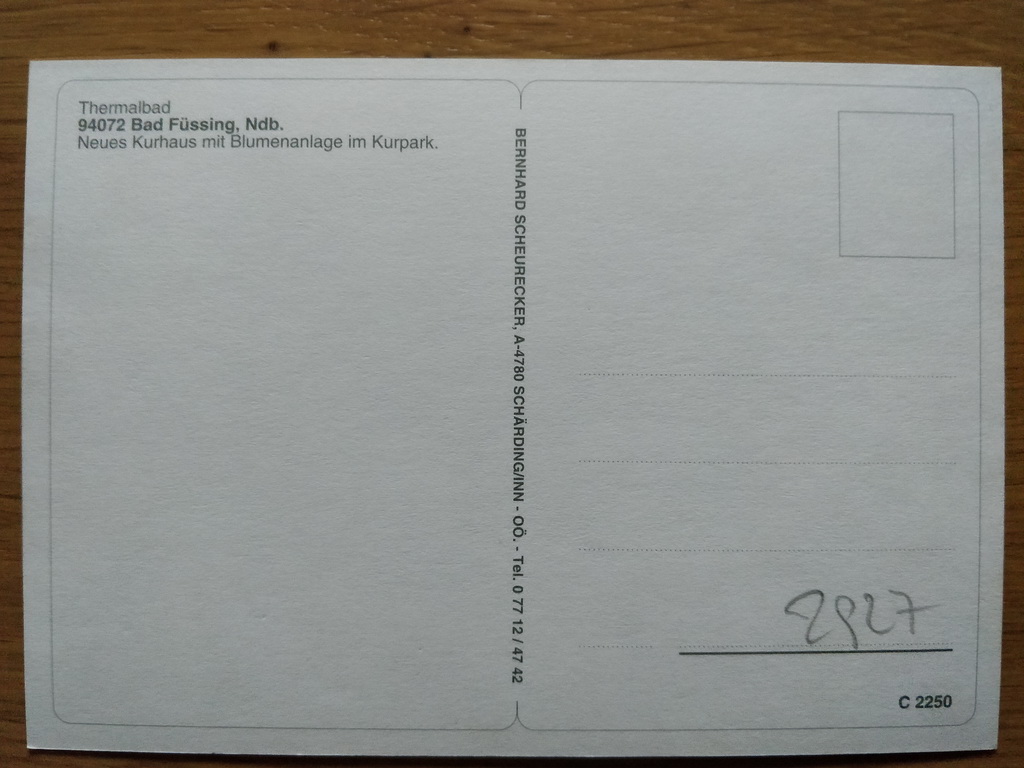 Thermalbad
94072 Bad Füssing, Ndb.
Neues Kurhaus mit Blumenanlage im Kurpark.
BERNHARD SCHEURECKER, A-4780 SCHÄRDING/INN - OÖ. - Tel. 0 77 12 / 47 42
2927
C 2250